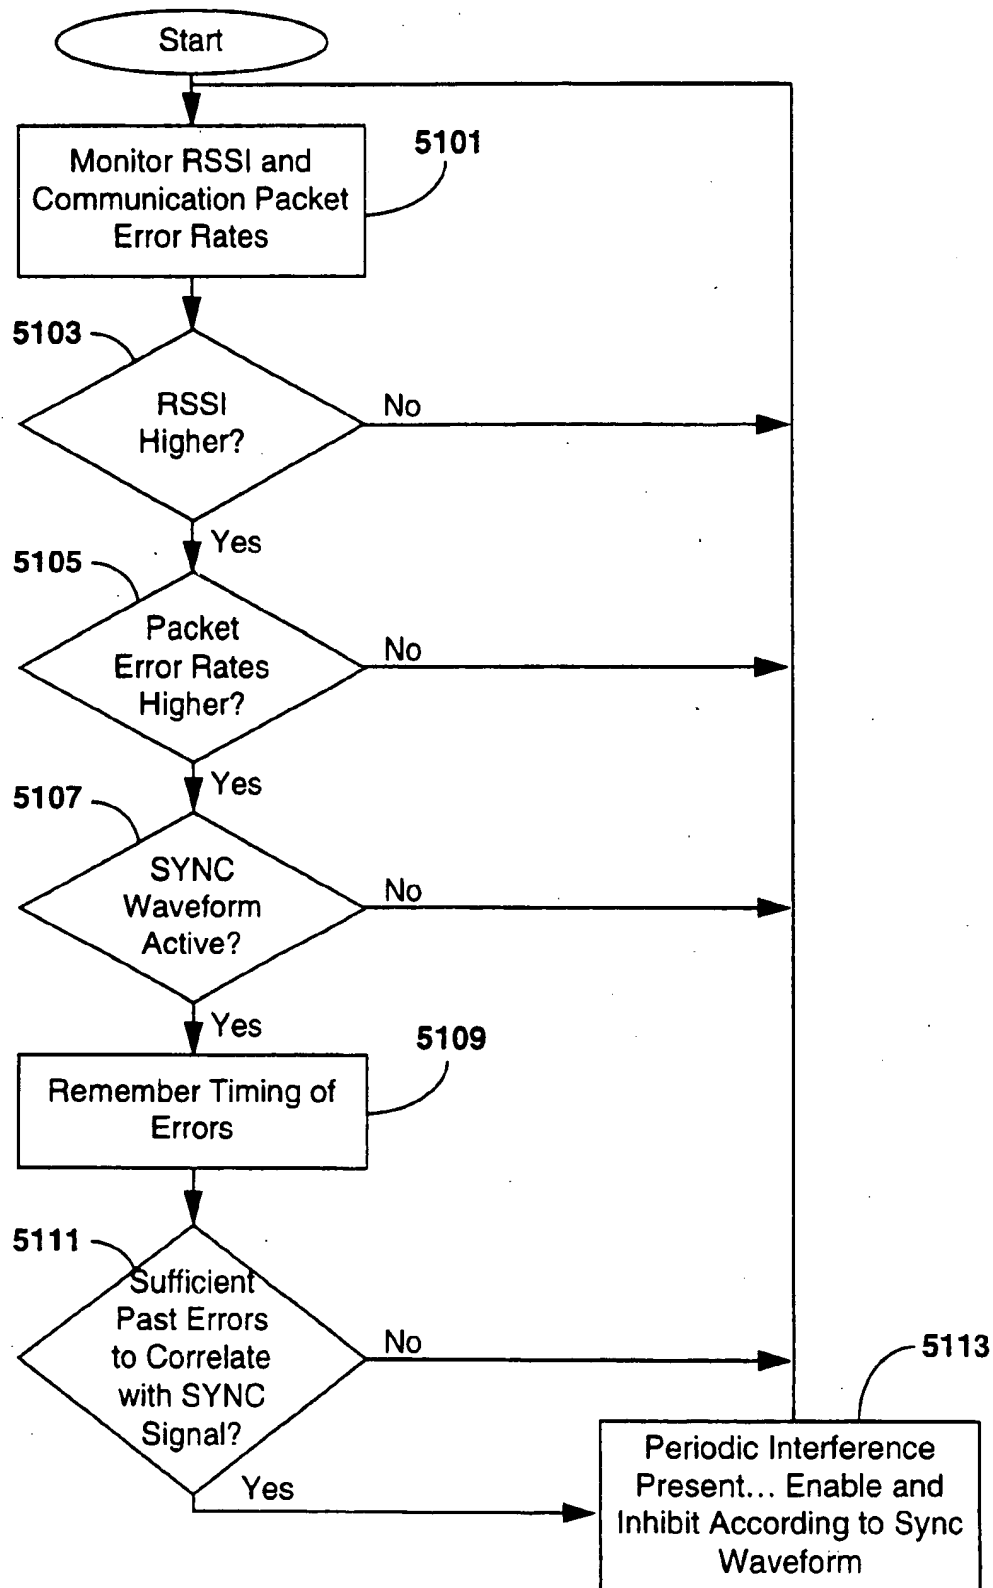 Start
5101
Monitor RSSI and
Communication Packet
Error Rates
5103
RSSI
Higher?
No
Yes
5105
Packet
Error Rates
Higher?
No
Yes
5107
SYNC
Waveform
Active?
No
Yes
5109
Remember Timing of
Errors
5111
Sufficient
Past Errors
to Correlate
with SYNC
Signal?
No
Yes
5113
Periodic Interference
Present... Enable and
Inhibit According to Sync
Waveform